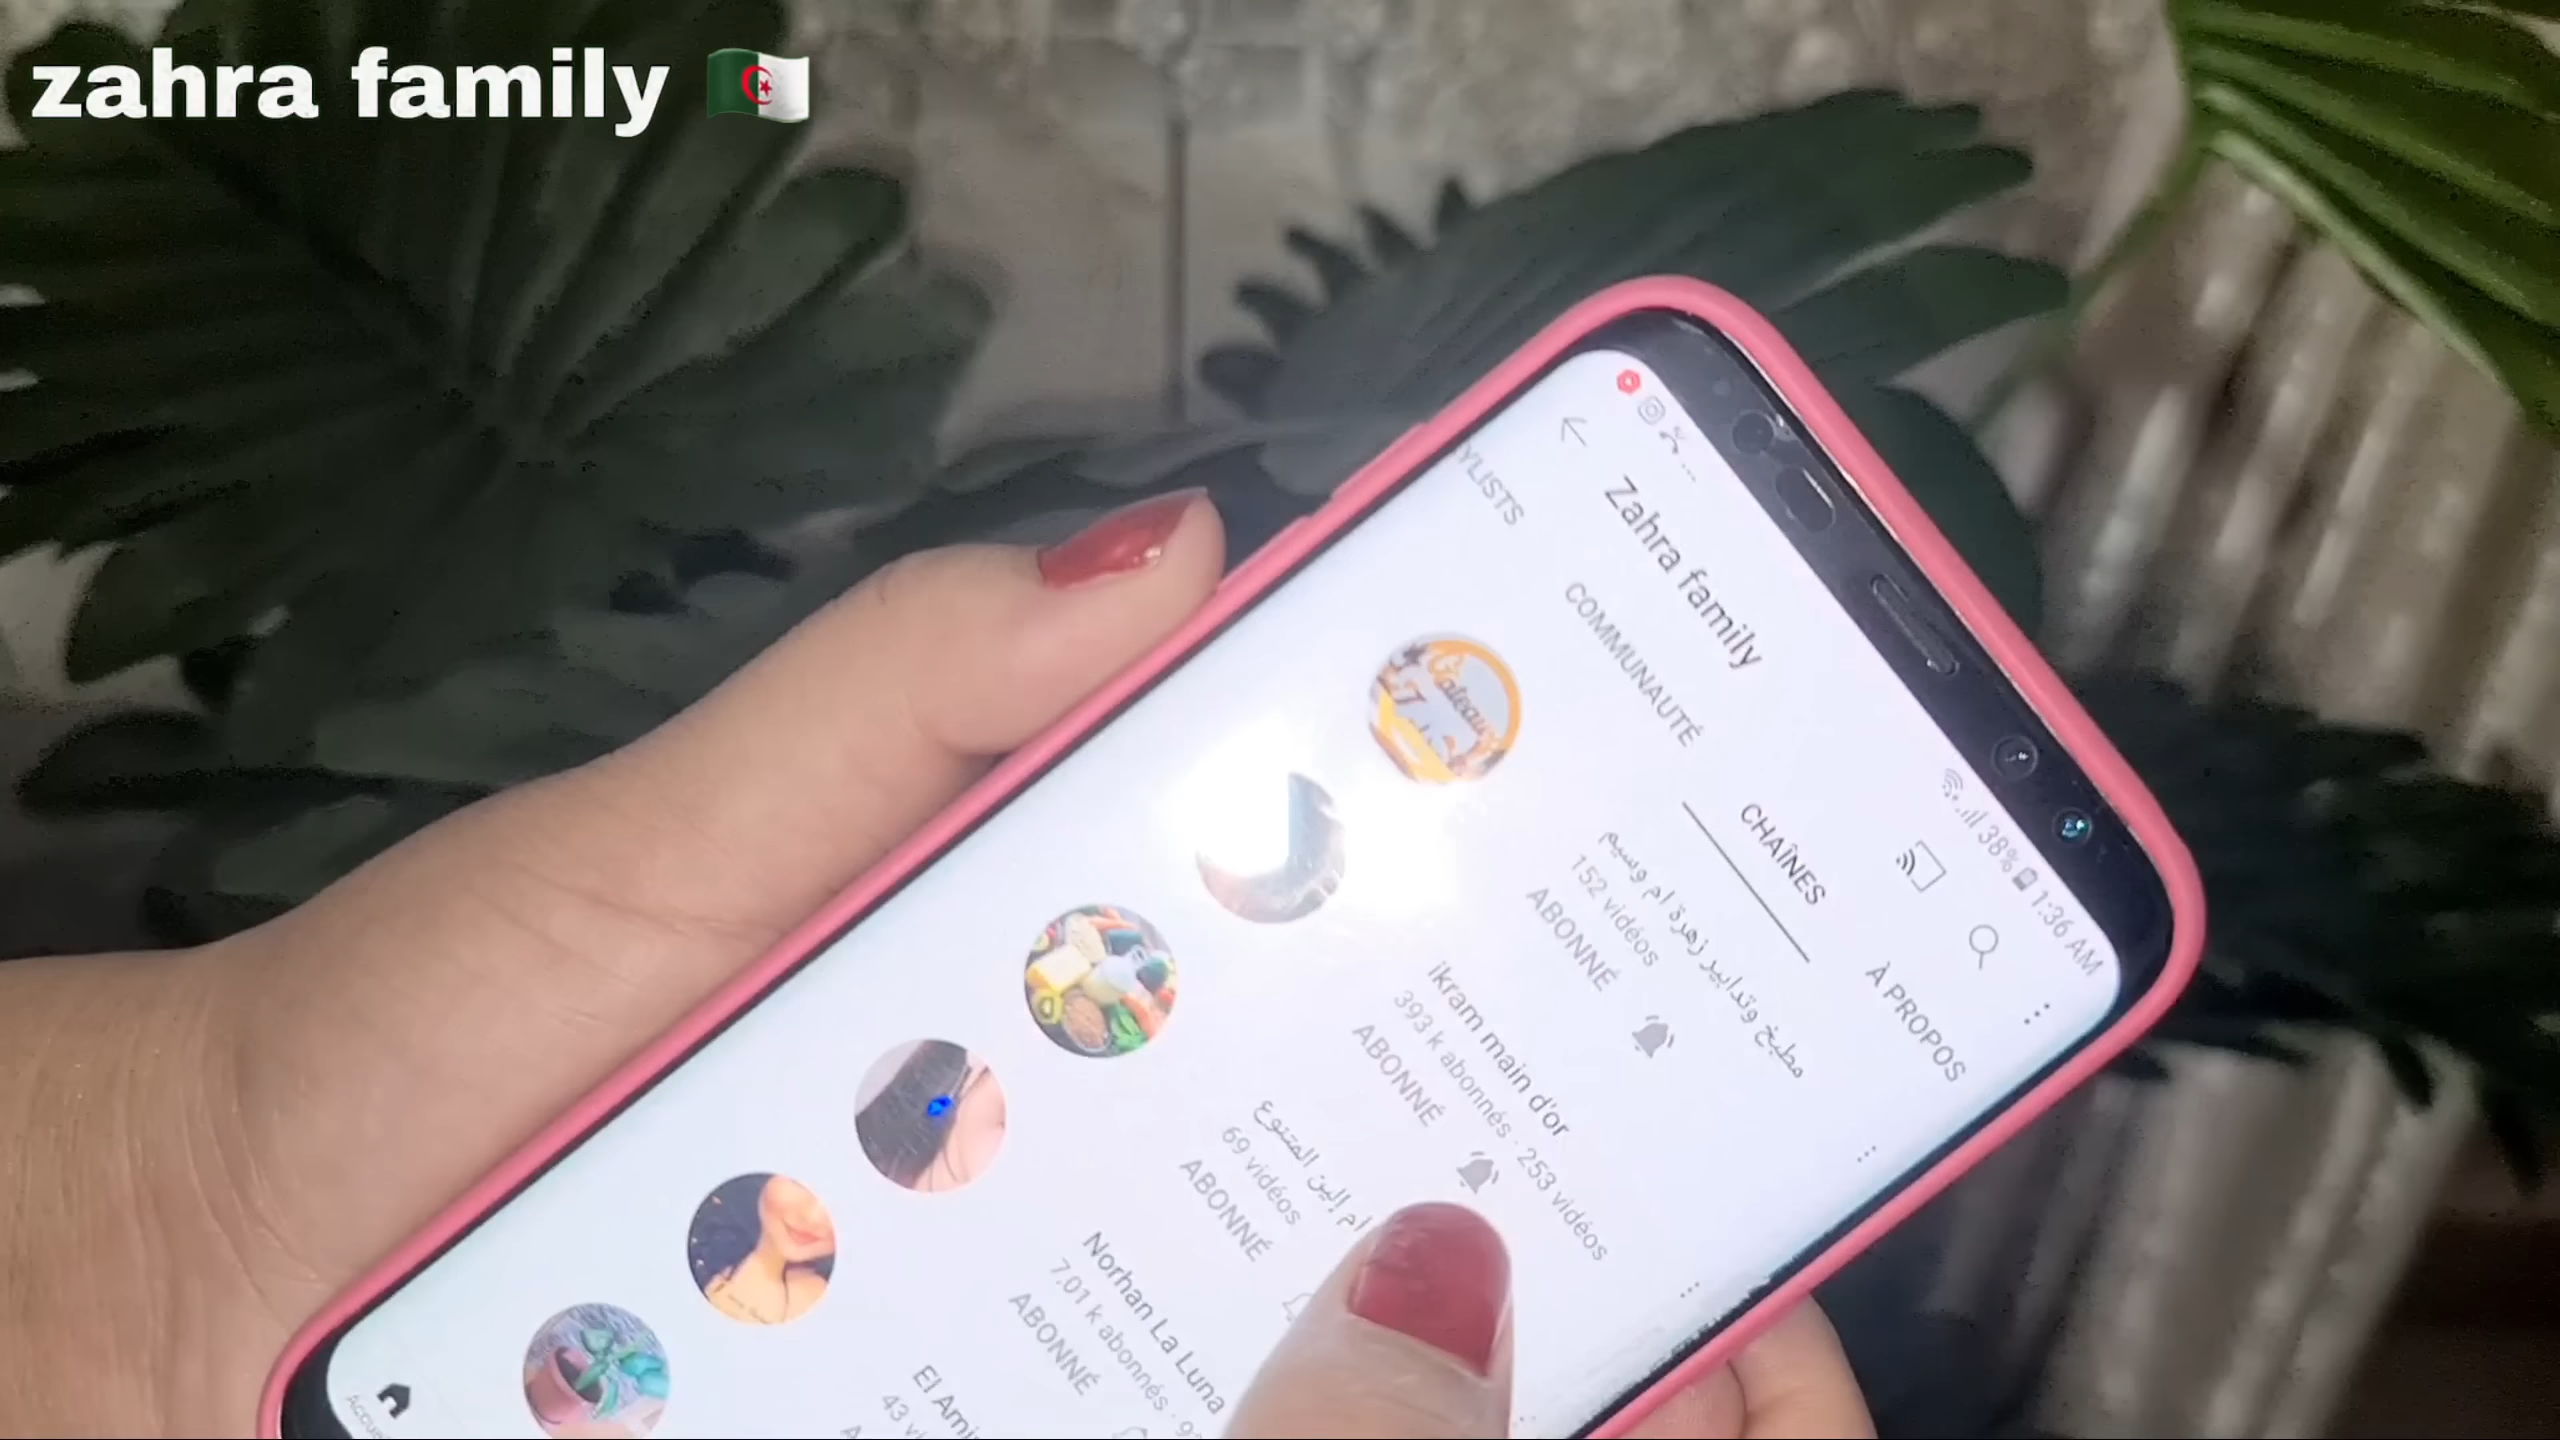 zahra family 🇩🇿
38% 1:36 AM
Zahra family
YLISTS
COMMUNAUTÉ
CHAÎNES
À PROPOS
Gateaux
مطبخ وتدابير زهرة ام وسيم
152 vidéos
ABONNÉ
ikram main d'or
393 k abonnés · 253 vidéos
ABONNÉ
ام إلين المتنوع
69 vidéos
ABONNÉ
Norhan La Luna
7.01 k abonnés ·
ABONNÉ
El
43